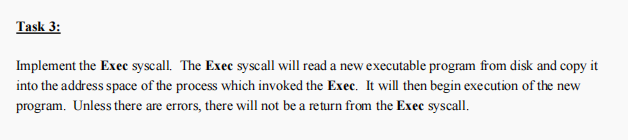 Task 3:
Implement the Exec syscall. The Exec syscall will read a new executable program from disk and copy it
into the address space of the process which invoked the Exec. It will then begin execution of the new
program. Unless there are errors, there will not be a return from the Exec syscall.